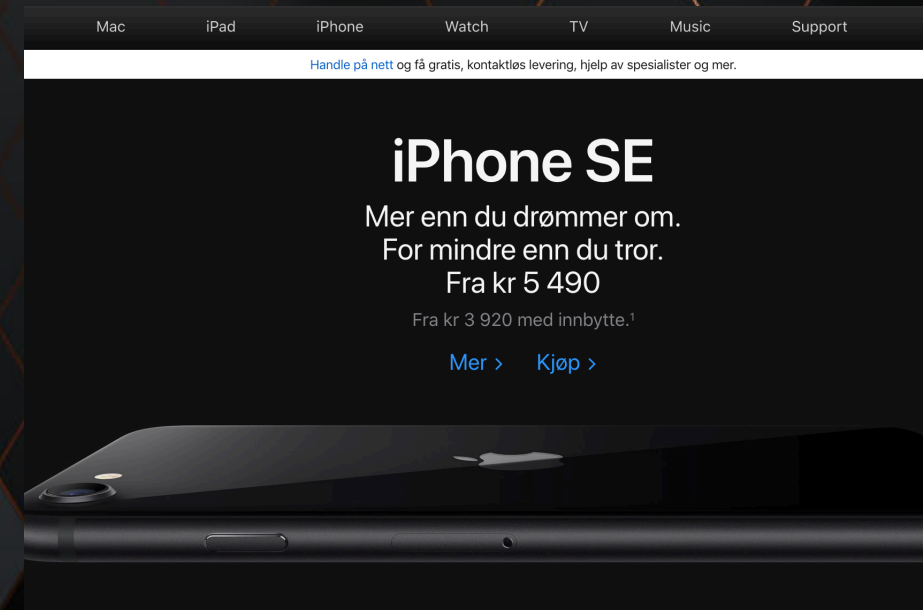 Mac iPad iPhone Watch TV Music Support
Handle på nett og få gratis, kontaktløs levering, hjelp av spesialister og mer.
iPhone SE
Mer enn du drømmer om.
For mindre enn du tror.
Fra kr 5 490
Fra kr 3 920 med innbytte.¹
Mer > Kjøp >